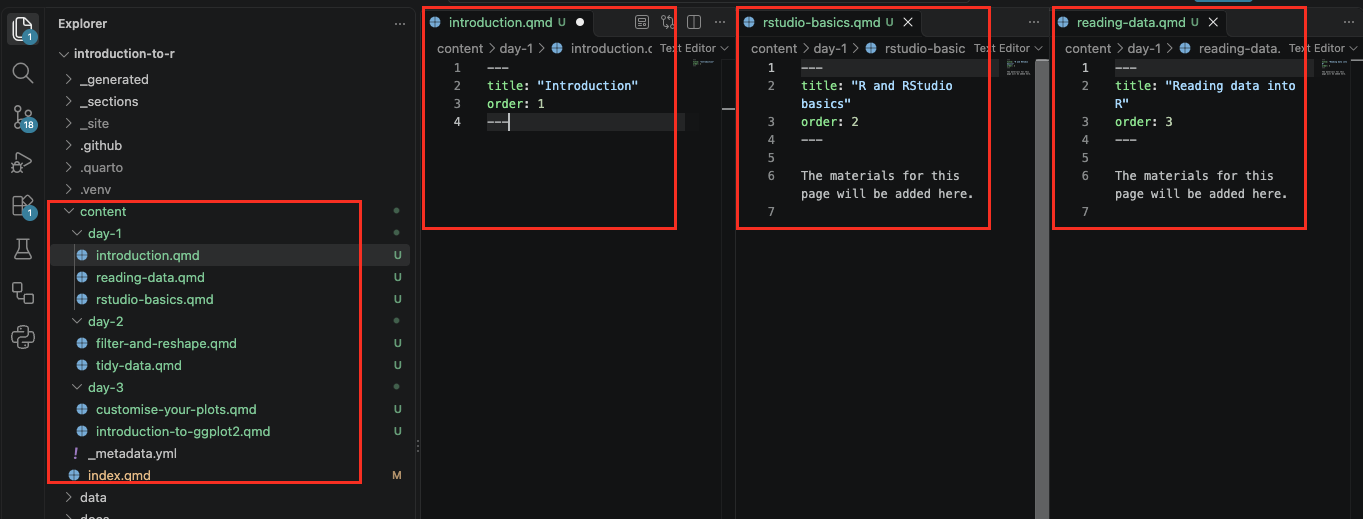 Explorer
···
introduction-to-r
_generated
_sections
_site
.github
.quarto
.venv
content
day-1
introduction.qmd U
reading-data.qmd U
rstudio-basics.qmd U
day-2
filter-and-reshape.qmd U
tidy-data.qmd U
day-3
customise-your-plots.qmd U
introduction-to-ggplot2.qmd U
! _metadata.yml
index.qmd M
data
1
18
1
introduction.qmd U
content > day-1 > introduction.c Text Editor
1 ---
2 title: "Introduction"
3 order: 1
4 ---
rstudio-basics.qmd U
content > day-1 > rstudio-basic Text Editor
1 ---
2 title: "R and RStudio
basics"
3 order: 2
4 ---
5
6 The materials for this
page will be added here.
7
reading-data.qmd U
content > day-1 > reading-data. Text Editor
1 ---
2 title: "Reading data into
R"
3 order: 3
4 ---
5
6 The materials for this
page will be added here.
7